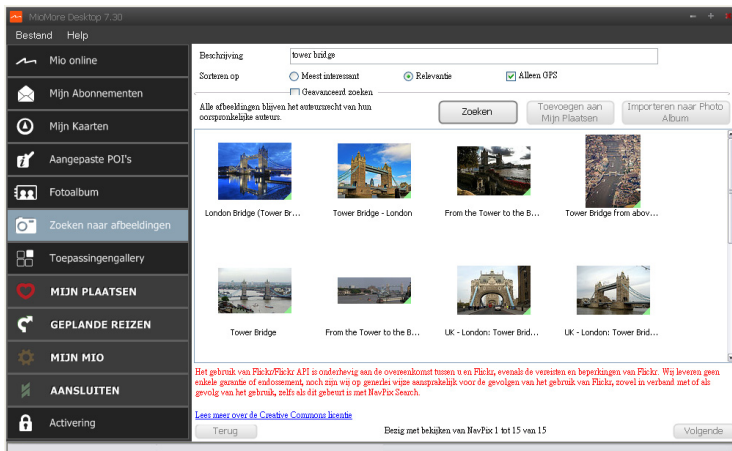 MioMore Desktop 7.30
Bestand Help
Mio online
Mijn Abonnementen
Mijn Kaarten
Aangepaste POI's
Fotoalbum
Zoeken naar afbeeldingen
Toepassingengallery
MIJN PLAATSEN
GEPLANDE REIZEN
MIJN MIO
AANSLUITEN
Activering
Beschrijving tower bridge
Sorteren op Meest interessant Relevantie Alleen GPS
Geavanceerd zoeken
Alle afbeeldingen blijven het auteursrecht van hun
oorspronkelijke auteurs.
Zoeken
Toevoegen aan
Mijn Plaatsen
Importeren naar Photo
Album
London Bridge (Tower Br... Tower Bridge - London From the Tower to the B... Tower Bridge from abov...
Tower Bridge From the Tower to the B... UK - London: Tower Brid... UK - London: Tower Brid...
Het gebruik van Flickr/Flickr API is onderhevig aan de overeenkomst tussen u en Flickr, evenals de vereisten en beperkingen van Flickr. Wij leveren geen
enkele garantie of endossement, noch zijn wij op generlei wijze aansprakelijk voor de gevolgen van het gebruik van Flickr, zowel in verband met of als
gevolg van het gebruik, zelfs als dit gebeurt is met NavPix Search.
Lees meer over de Creative Commons licentie
Terug Bezig met bekijken van NavPix 1 tot 15 van 15 Volgende